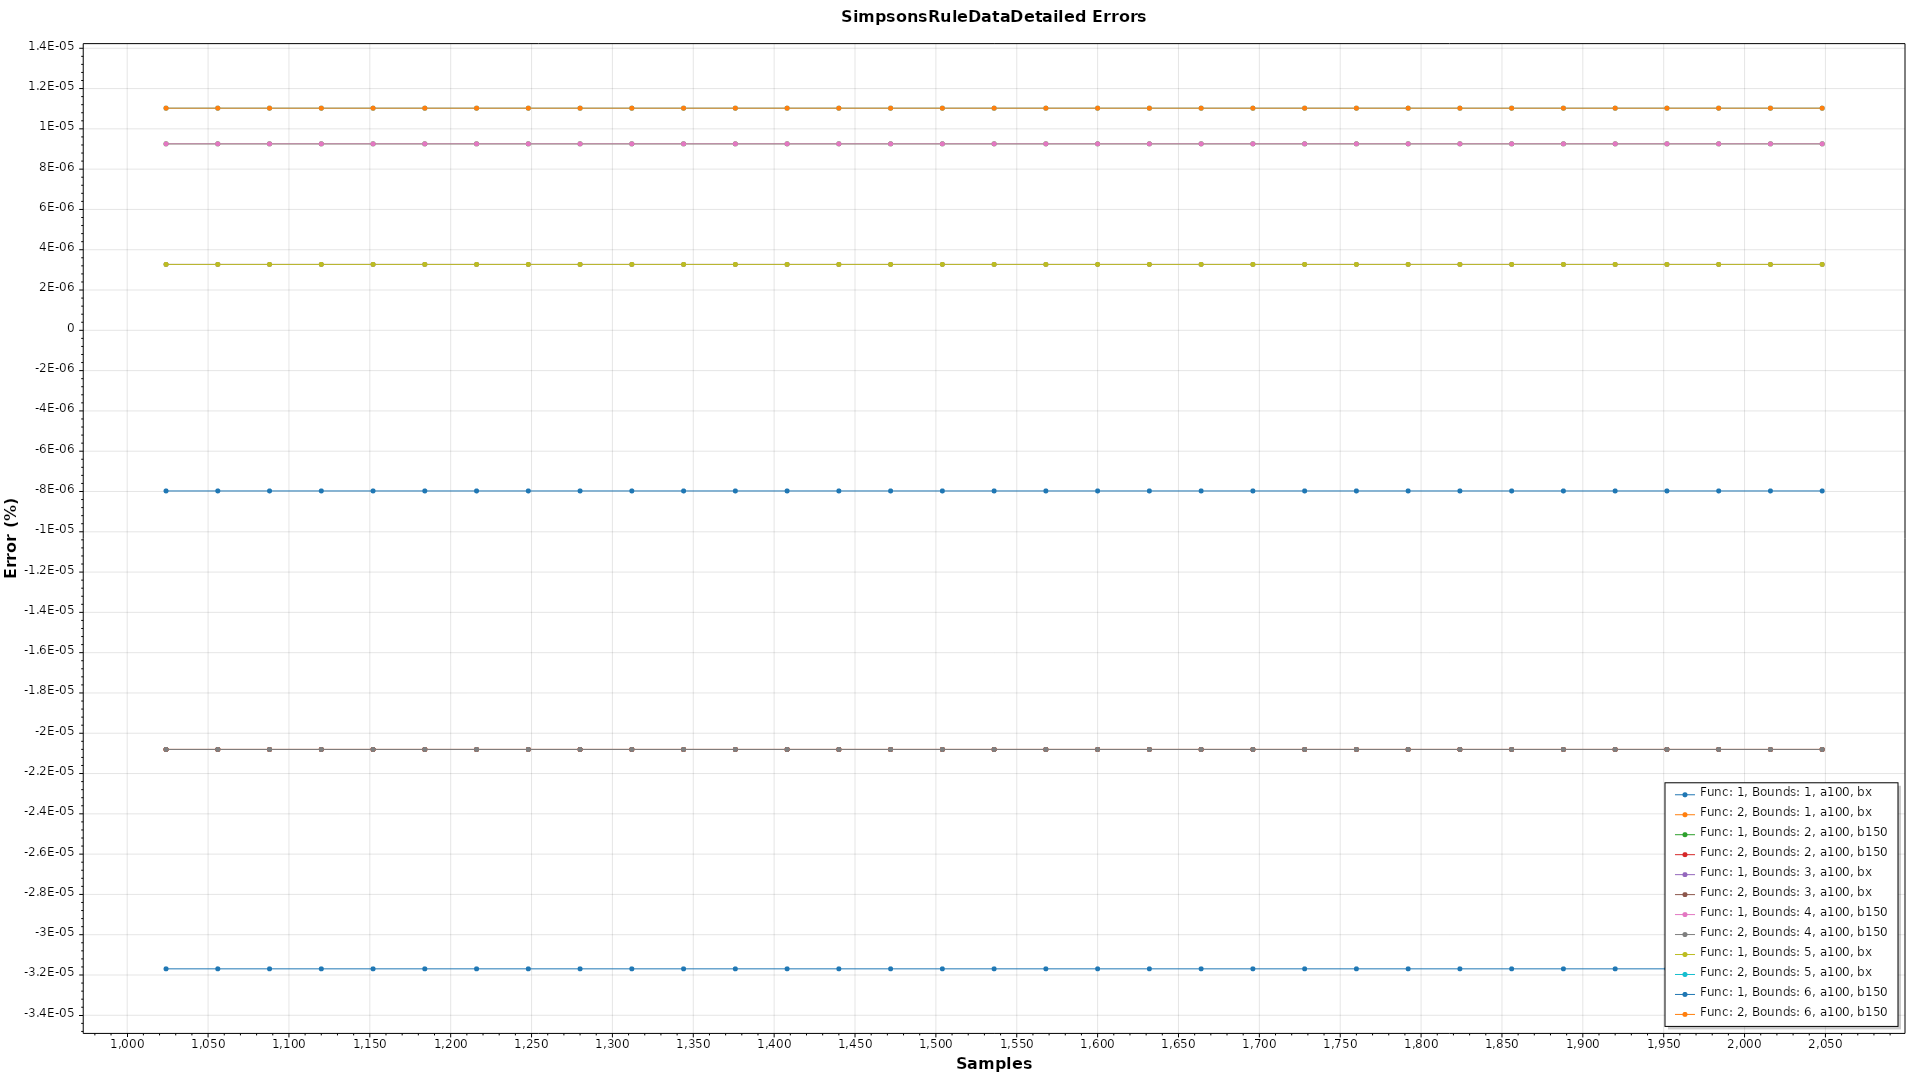 SimpsonsRuleDataDetailed Errors
1.4E-05
1.2E-05
1E-05
8E-06
6E-06
4E-06
2E-06
0
-2E-06
-4E-06
-6E-06
-8E-06
-1E-05
-1.2E-05
-1.4E-05
-1.6E-05
-1.8E-05
-2E-05
-2.2E-05
-2.4E-05
-2.6E-05
-2.8E-05
-3E-05
-3.2E-05
-3.4E-05
Error (%)
Func: 1, Bounds: 1, a100, bx
Func: 2, Bounds: 1, a100, bx
Func: 1, Bounds: 2, a100, b150
Func: 2, Bounds: 2, a100, b150
Func: 1, Bounds: 3, a100, bx
Func: 2, Bounds: 3, a100, bx
Func: 1, Bounds: 4, a100, b150
Func: 2, Bounds: 4, a100, b150
Func: 1, Bounds: 5, a100, bx
Func: 2, Bounds: 5, a100, bx
Func: 1, Bounds: 6, a100, b150
Func: 2, Bounds: 6, a100, b150
1,000 1,050 1,100 1,150 1,200 1,250 1,300 1,350 1,400 1,450 1,500 1,550 1,600 1,650 1,700 1,750 1,800 1,850 1,900 1,950 2,000 2,050
Samples